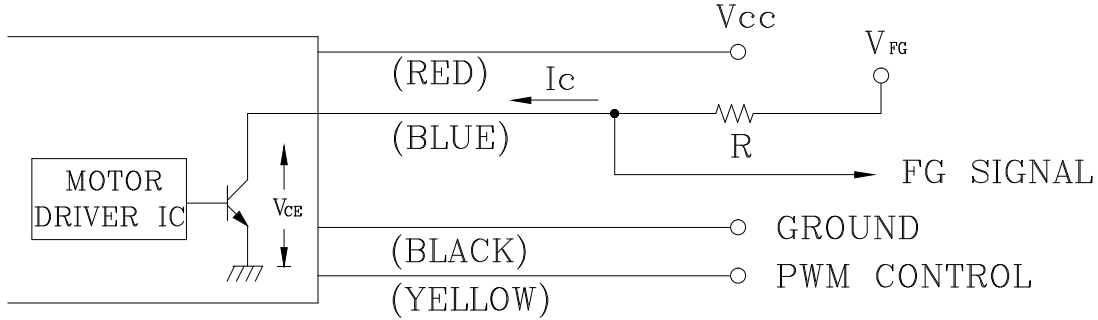 Vcc
VFG
(RED)
Ic
(BLUE)
R
MOTOR
DRIVER IC
VCE
FG SIGNAL
GROUND
(BLACK)
PWM CONTROL
(YELLOW)